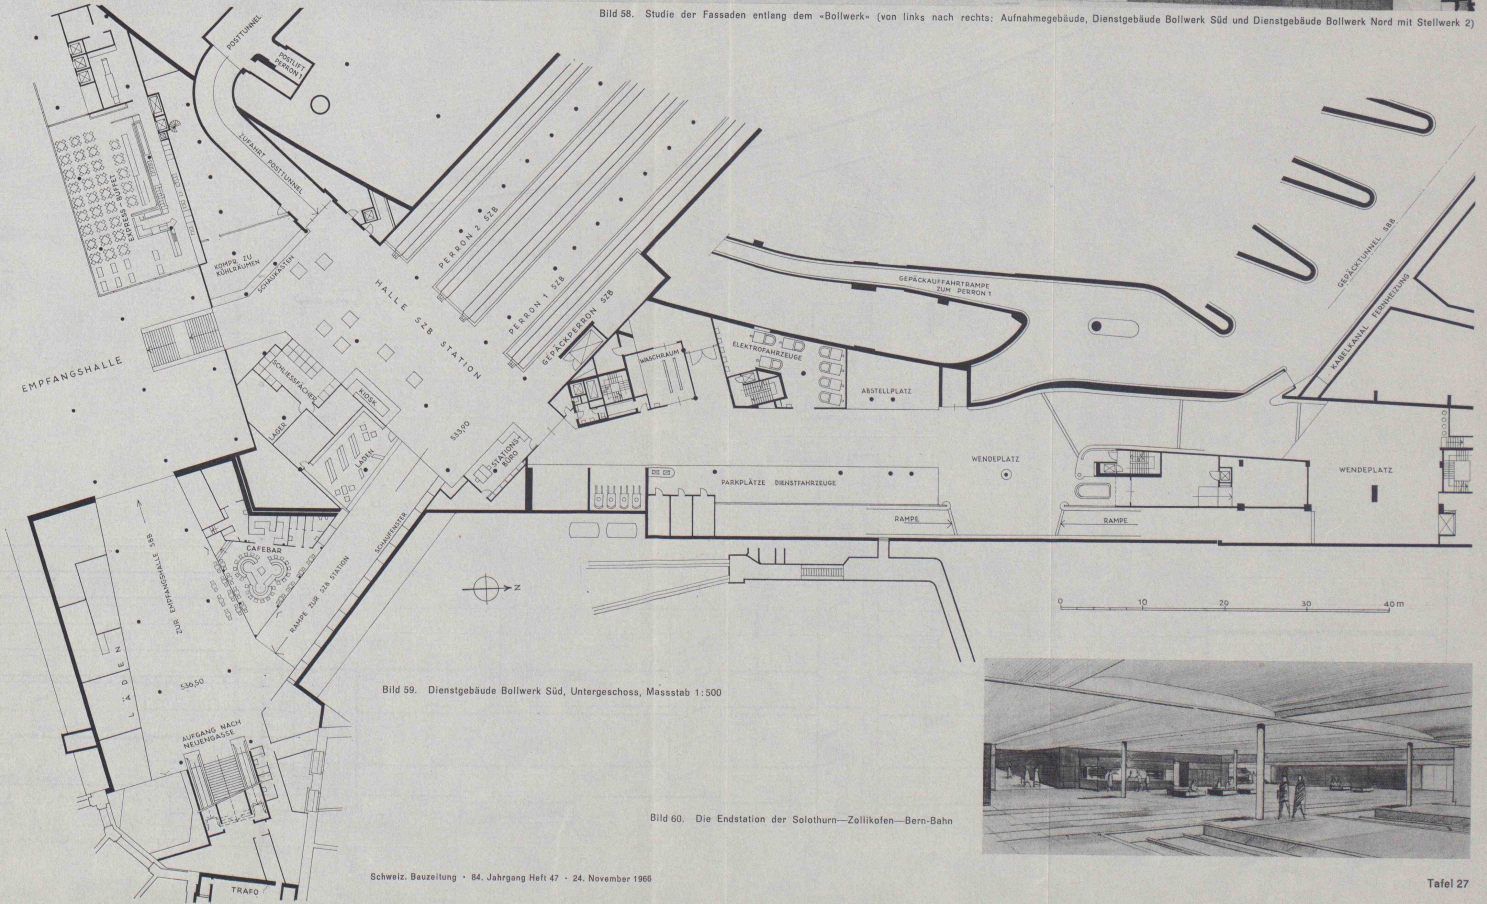 Bild 58. Studie der Fassaden entlang dem «Bollwerk» (von links nach rechts: Aufnahmegebäude, Dienstgebäude Bollwerk Süd und Dienstgebäude Bollwerk Nord mit Stellwerk 2)
POSTTUNNEL
POSTLIFT
PERRON 1
ZUFAHRT POSTTUNNEL
EXPRESS-BUFFET
KOMPR. ZU
KÜHLRÄUMEN
SCHAUKASTEN
HALLE SZB STATION
PERRON 2 SZB
PERRON 1 SZB
GEPÄCKPERRON SZB
GEPÄCKAUFFAHRTRAMPE
ZUM PERRON 1
GEPÄCKTUNNEL SBB
KABELKANAL FERNHEIZUNG
EMPFANGSHALLE
SCHLIESSFÄCHER
KIOSK
LAGER
LADEN
533,90
STATIONS-
BÜRO
WASCHRAUM
ELEKTROFAHRZEUGE
ABSTELLPLATZ
WENDEPLATZ
WENDEPLATZ
PARKPLÄTZE DIENSTFAHRZEUGE
RAMPE
RAMPE
ZUR EMPFANGSHALLE SBB
CAFEBAR
RAMPE ZUR SZB STATION
SCHAUFENSTER
N
0 10 20 30 40 m
LÄDEN
536,50
AUFGANG NACH
NEUENGASSE
TRAFO
Bild 59. Dienstgebäude Bollwerk Süd, Untergeschoss, Massstab 1:500
Bild 60. Die Endstation der Solothurn—Zollikofen—Bern-Bahn
Schweiz. Bauzeitung · 84. Jahrgang Heft 47 · 24. November 1966
Tafel 27